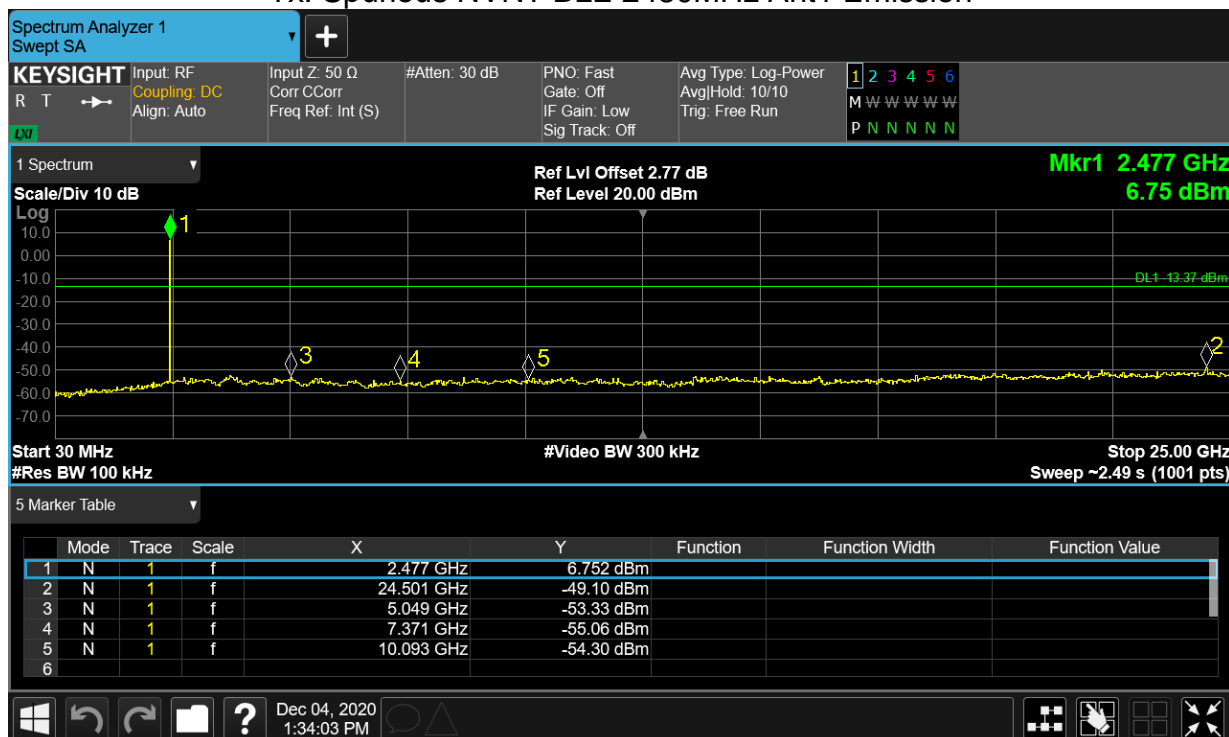 Tx. Spurious NVNT BLE 2480MHz Ant1 Emission
Spectrum Analyzer 1
Swept SA
+
KEYSIGHT Input: RF Input Z: 50 Ω #Atten: 30 dB PNO: Fast Avg Type: Log-Power 1 2 3 4 5 6
R T Coupling: DC Corr CCorr Gate: Off Avg|Hold: 10/10 M W W W W W
Align: Auto Freq Ref: Int (S) IF Gain: Low Trig: Free Run
LXI Sig Track: Off P N N N N N
1 Spectrum Ref Lvl Offset 2.77 dB Mkr1 2.477 GHz
Scale/Div 10 dB Ref Level 20.00 dBm 6.75 dBm
Log
1
10.0
0.00
-10.0 DL1 -13.37 dBm
-20.0
-30.0
-40.0 3 4 5 2
-50.0
-60.0
-70.0
Start 30 MHz #Video BW 300 kHz Stop 25.00 GHz
#Res BW 100 kHz Sweep ~2.49 s (1001 pts)
5 Marker Table
Mode Trace Scale X Y Function Function Width Function Value
1 N 1 f 2.477 GHz 6.752 dBm
2 N 1 f 24.501 GHz -49.10 dBm
3 N 1 f 5.049 GHz -53.33 dBm
4 N 1 f 7.371 GHz -55.06 dBm
5 N 1 f 10.093 GHz -54.30 dBm
6
? Dec 04, 2020
1:34:03 PM